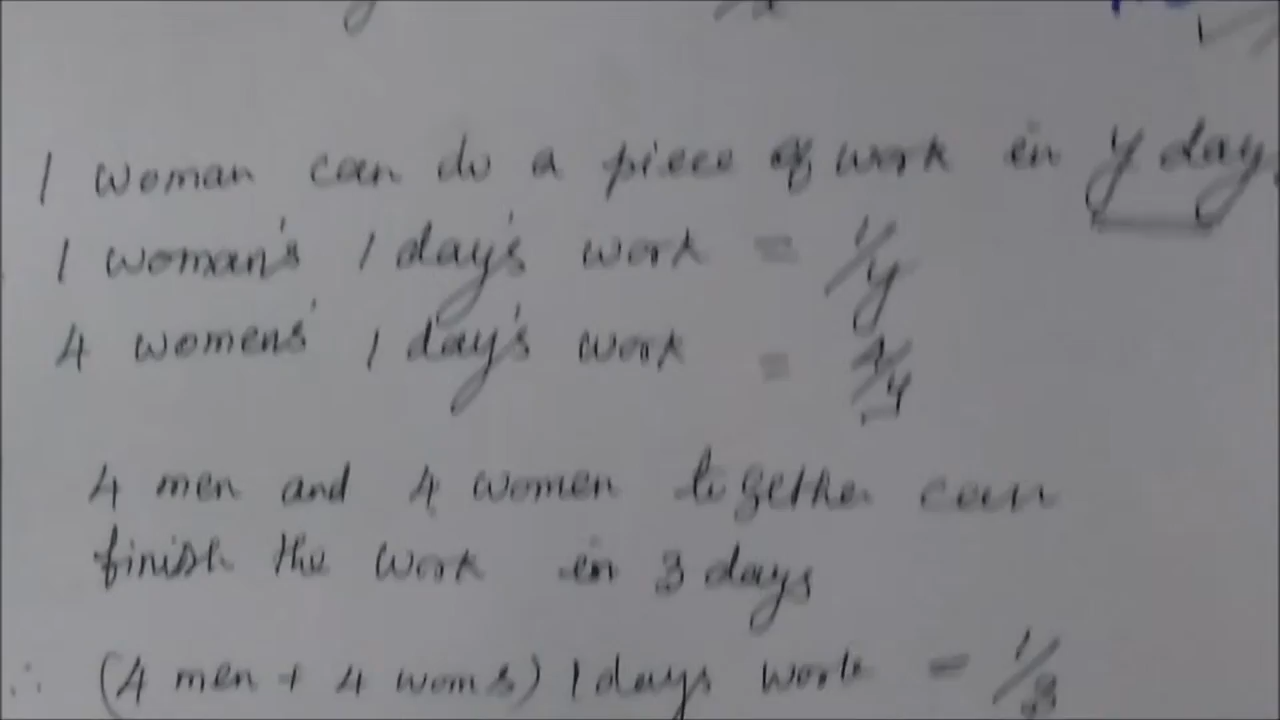 1 woman can do a piece of work in y day
1 woman's 1 day's work = 1/y
4 womens' 1 day's work = 4/y
4 men and 4 women together can
finish the work in 3 days
∴ (4 men + 4 woms) 1 days work = 1/3